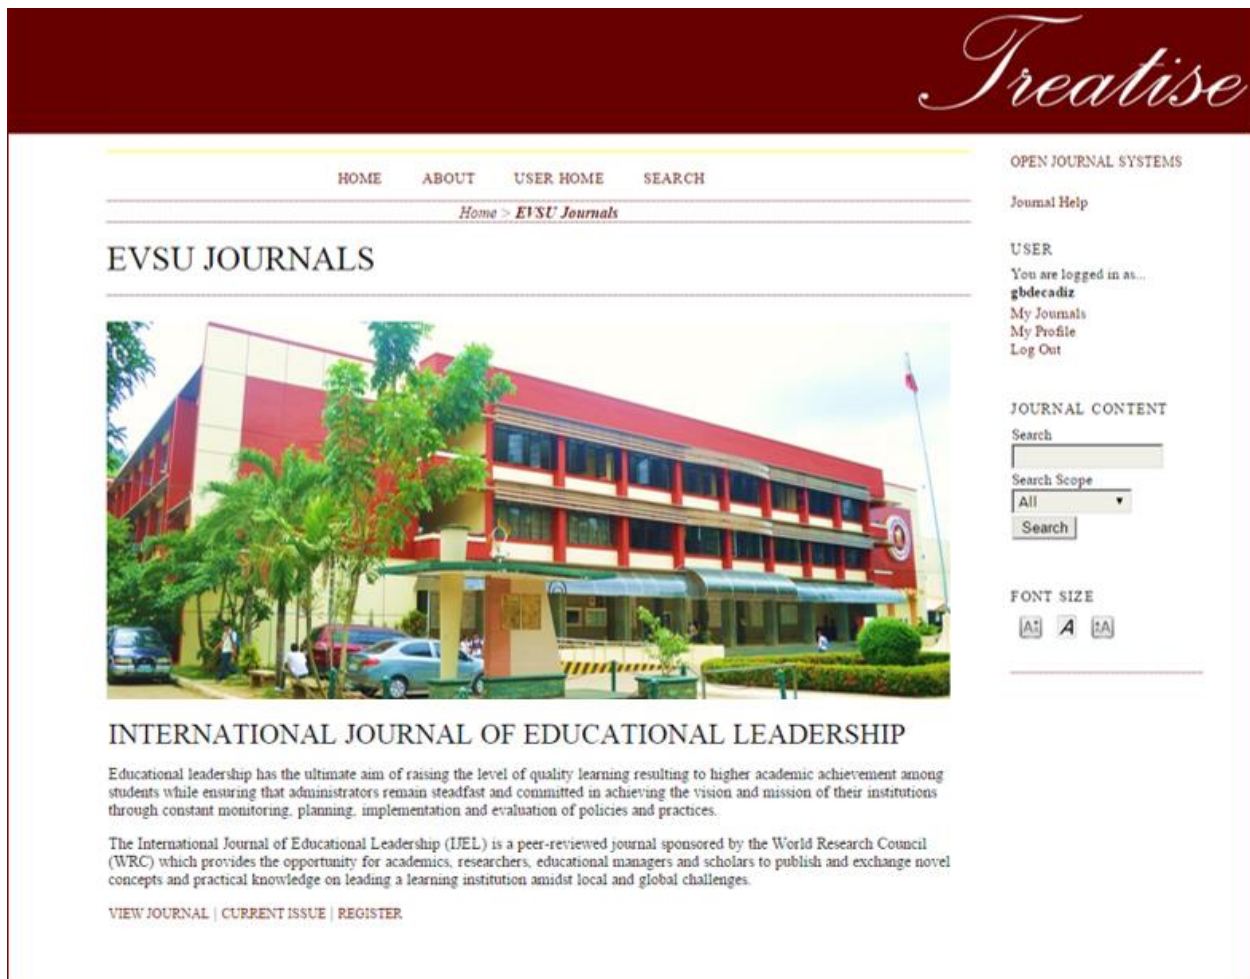 Treatise
HOME ABOUT USER HOME SEARCH
Home > EVSU Journals
EVSU JOURNALS
INTERNATIONAL JOURNAL OF EDUCATIONAL LEADERSHIP
Educational leadership has the ultimate aim of raising the level of quality learning resulting to higher academic achievement among
students while ensuring that administrators remain steadfast and committed in achieving the vision and mission of their institutions
through constant monitoring, planning, implementation and evaluation of policies and practices.
The International Journal of Educational Leadership (IJEL) is a peer-reviewed journal sponsored by the World Research Council
(WRC) which provides the opportunity for academics, researchers, educational managers and scholars to publish and exchange novel
concepts and practical knowledge on leading a learning institution amidst local and global challenges.
VIEW JOURNAL | CURRENT ISSUE | REGISTER
OPEN JOURNAL SYSTEMS
Journal Help
USER
You are logged in as...
gbdecadiz
My Journals
My Profile
Log Out
JOURNAL CONTENT
Search
Search Scope
All
Search
FONT SIZE
A A A